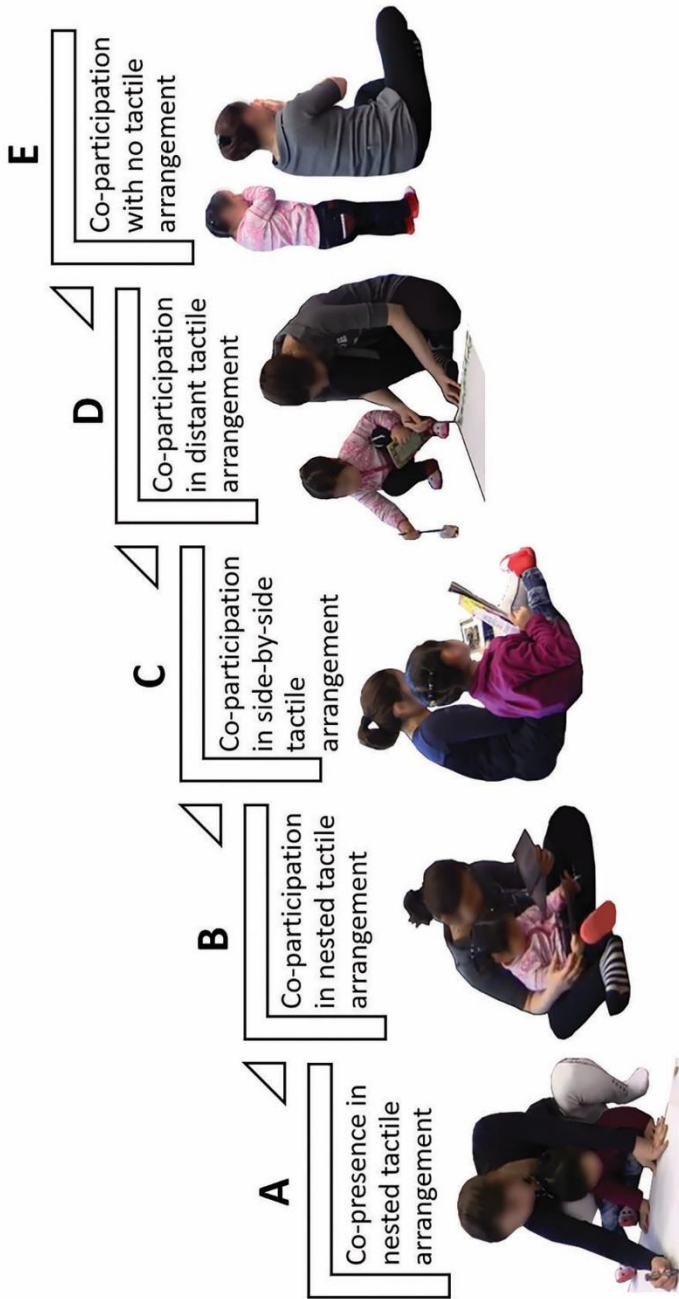 A
Co-presence in
nested tactile
arrangement
B
Co-participation
in nested tactile
arrangement
C
Co-participation
in side-by-side
tactile
arrangement
D
Co-participation
in distant tactile
arrangement
E
Co-participation
with no tactile
arrangement